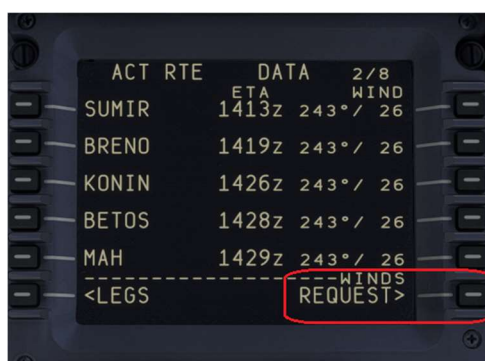 ACT RTE DATA 2/8
ETA WIND
SUMIR 1413z 243°/ 26
BRENO 1419z 243°/ 26
KONIN 1426z 243°/ 26
BETOS 1428z 243°/ 26
MAH 1429z 243°/ 26
------------------WINDS
<LEGS REQUEST>